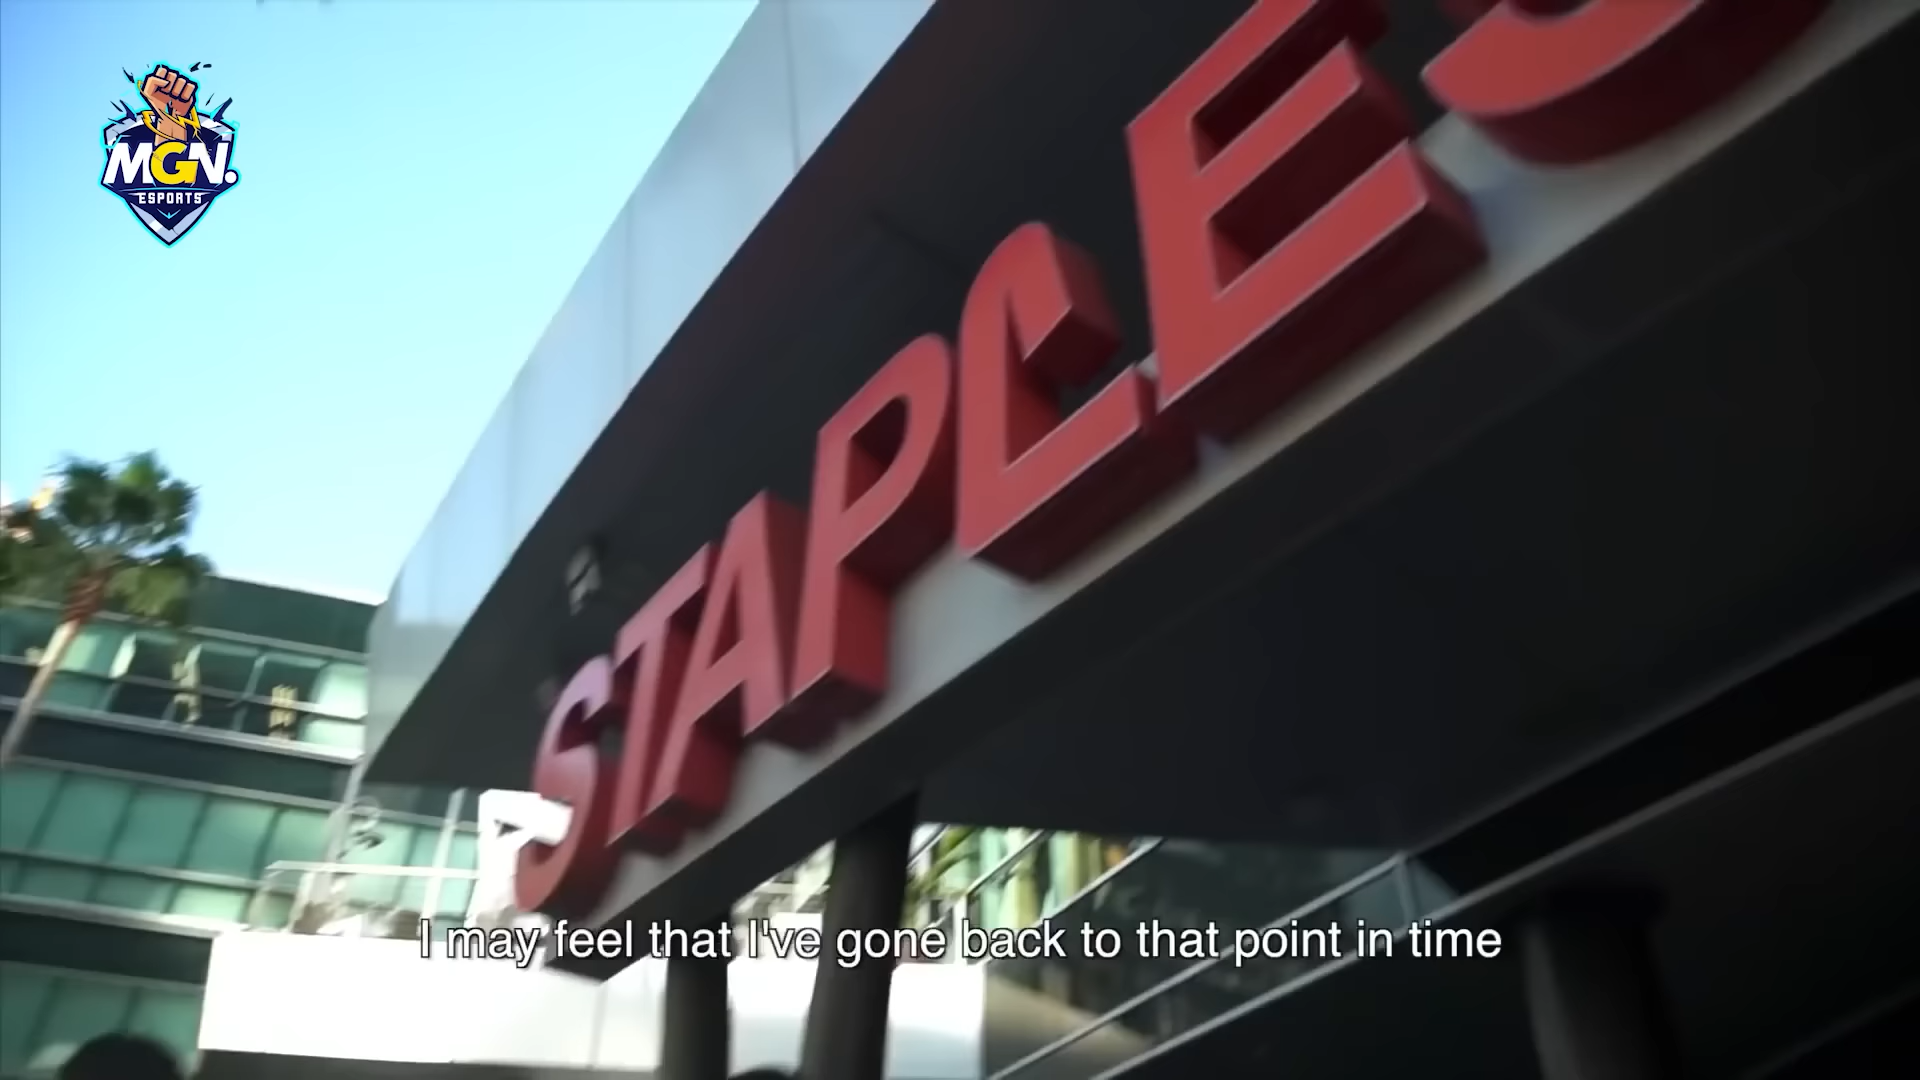 MGN.
ESPORTS
STAPLES
I may feel that I've gone back to that point in time